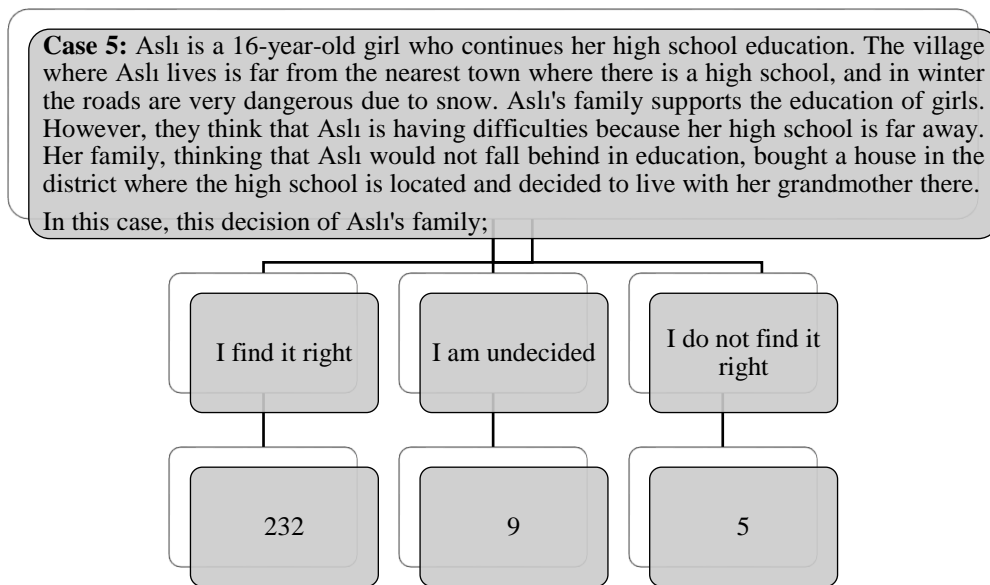 Case 5: Aslı is a 16-year-old girl who continues her high school education. The village
where Aslı lives is far from the nearest town where there is a high school, and in winter
the roads are very dangerous due to snow. Aslı's family supports the education of girls.
However, they think that Aslı is having difficulties because her high school is far away.
Her family, thinking that Aslı would not fall behind in education, bought a house in the
district where the high school is located and decided to live with her grandmother there.
In this case, this decision of Aslı's family;
I find it right
I am undecided
I do not find it
right
232
9
5